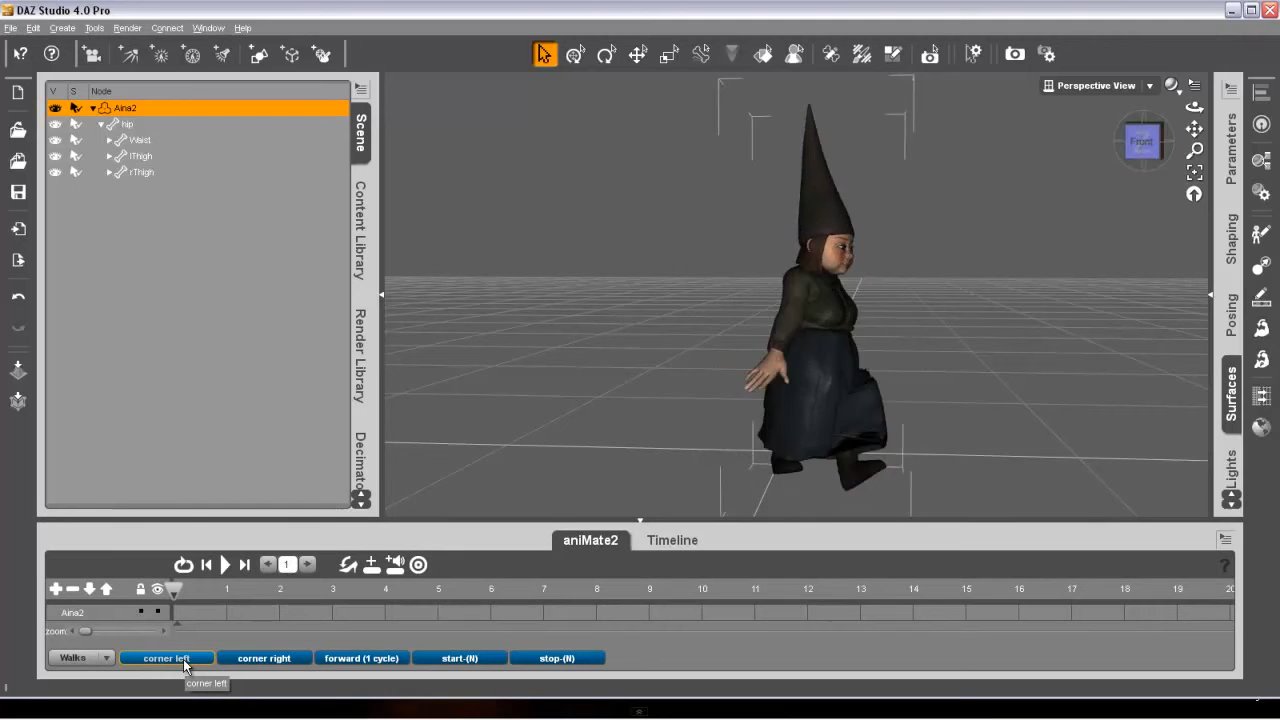 DAZ Studio 4.0 Pro
File Edit Create Tools Render Connect Window Help
V S Node
Aina2
hip
Waist
lThigh
rThigh
Scene
Content Library
Render Library
Decimato
Perspective View
Front
Parameters
Shaping
Posing
Surfaces
Lights
aniMate2 Timeline
1
1 2 3 4 5 6 7 8 9 10 11 12 13 14 15 16 17 18 19 20
Aina2
zoom:
Walks corner left corner right forward (1 cycle) start-(N) stop-(N)
corner left